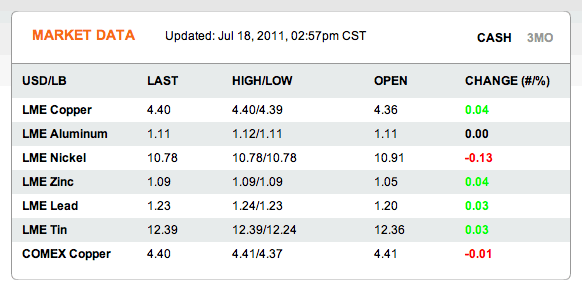 MARKET DATA Updated: Jul 18, 2011, 02:57pm CST CASH 3MO
USD/LB LAST HIGH/LOW OPEN CHANGE (#/%)
LME Copper 4.40 4.40/4.39 4.36 0.04
LME Aluminum 1.11 1.12/1.11 1.11 0.00
LME Nickel 10.78 10.78/10.78 10.91 -0.13
LME Zinc 1.09 1.09/1.09 1.05 0.04
LME Lead 1.23 1.24/1.23 1.20 0.03
LME Tin 12.39 12.39/12.24 12.36 0.03
COMEX Copper 4.40 4.41/4.37 4.41 -0.01